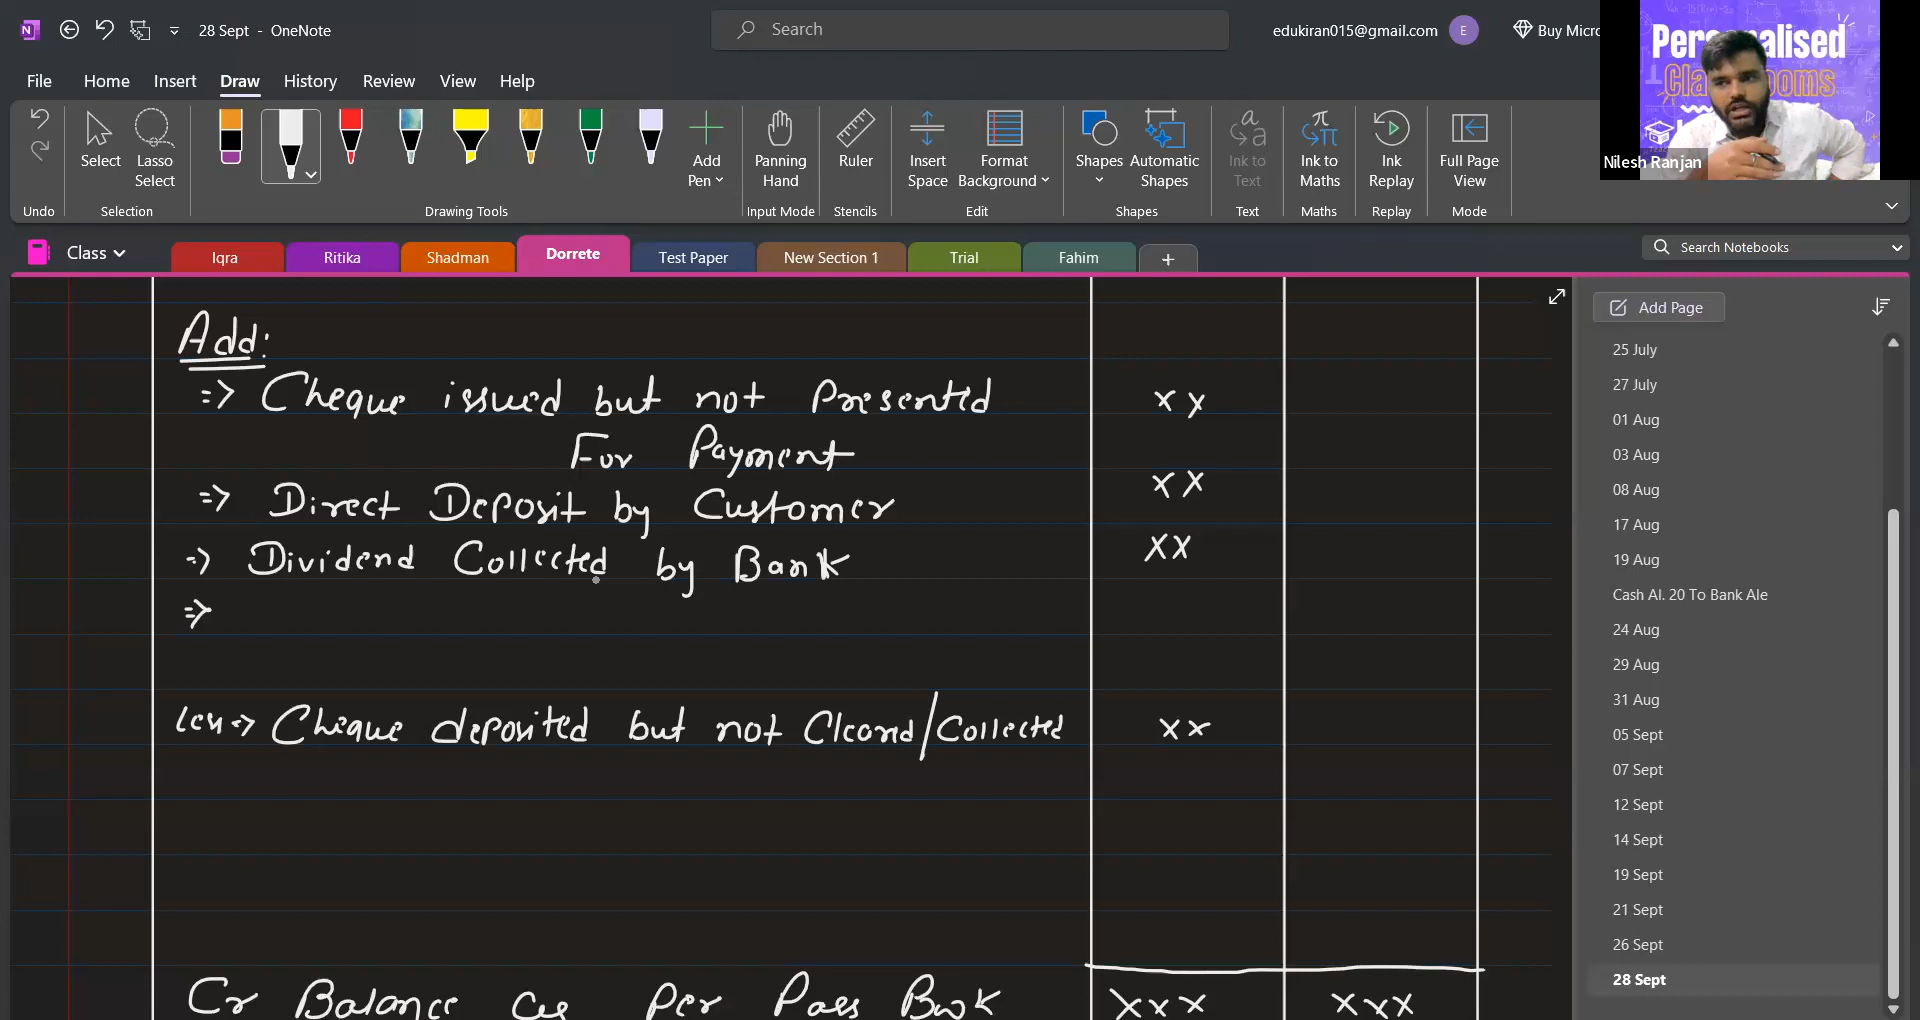 28 Sept - OneNote
Search
edukiran015@gmail.com
E
Buy Micro
Personalised
Classrooms
Nilesh Ranjan
File Home Insert Draw History Review View Help
Select
Lasso Select
Add Pen
Panning Hand
Ruler
Insert Space
Format Background
Shapes
Automatic Shapes
Ink to Text
Ink to Maths
Ink Replay
Full Page View
Undo Selection Drawing Tools Input Mode Stencils Edit Shapes Text Maths Replay Mode
Class Iqra Ritika Shadman Dorrete Test Paper New Section 1 Trial Fahim +
Search Notebooks
Add Page
Add:
=> Cheque issued but not Presented xx
For Payment
=> Direct Deposit by Customer xx
=> Dividend Collected by Bank xx
=>
=> Cheque deposited but not Cleared/Collected xx
Cr Balance as Per Pass Book xxx xxx
25 July
27 July
01 Aug
03 Aug
08 Aug
17 Aug
19 Aug
Cash Al. 20 To Bank Ale
24 Aug
29 Aug
31 Aug
05 Sept
07 Sept
12 Sept
14 Sept
19 Sept
21 Sept
26 Sept
28 Sept